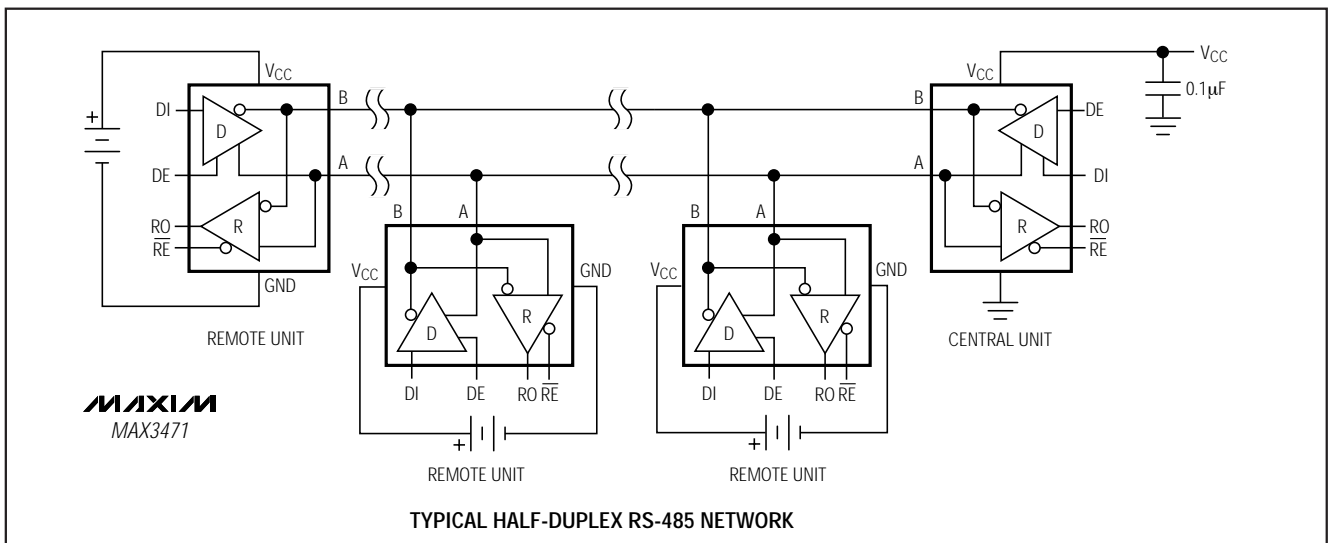 VCC
VCC
VCC
B
B
0.1µF
DI
DE
+
D
D
A
A
DE
DI
B
A
B
A
RO
R
R
RO
RE
RE
VCC
GND
VCC
GND
GND
R
R
REMOTE UNIT
D
D
CENTRAL UNIT
DI
DE
RO
RE
DI
DE
RO
RE
MAXIM
MAX3471
+
+
REMOTE UNIT
REMOTE UNIT
TYPICAL HALF-DUPLEX RS-485 NETWORK